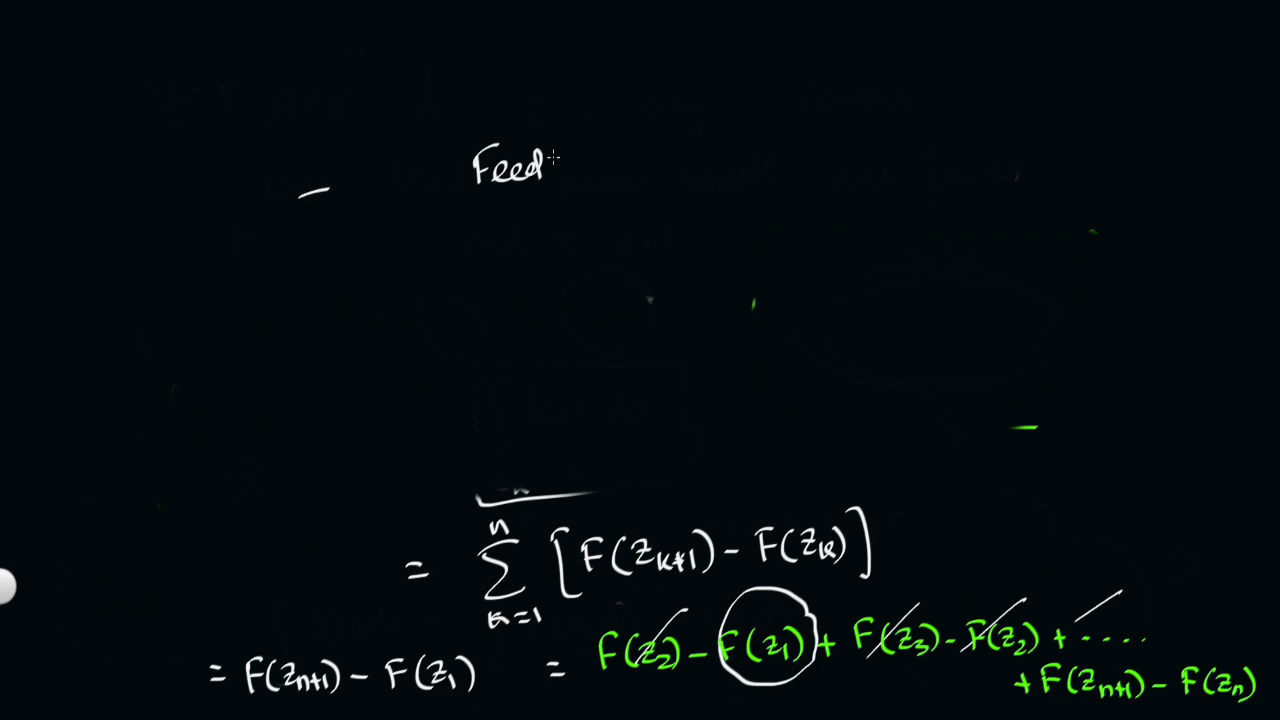 — Feed
n
= ∑ [F(z_{k+1}) - F(z_k)]
k=1
= F(z_{n+1}) - F(z_1) = F(z_2) - F(z_1) + F(z_3) - F(z_2) + ....
+ F(z_{n+1}) - F(z_n)